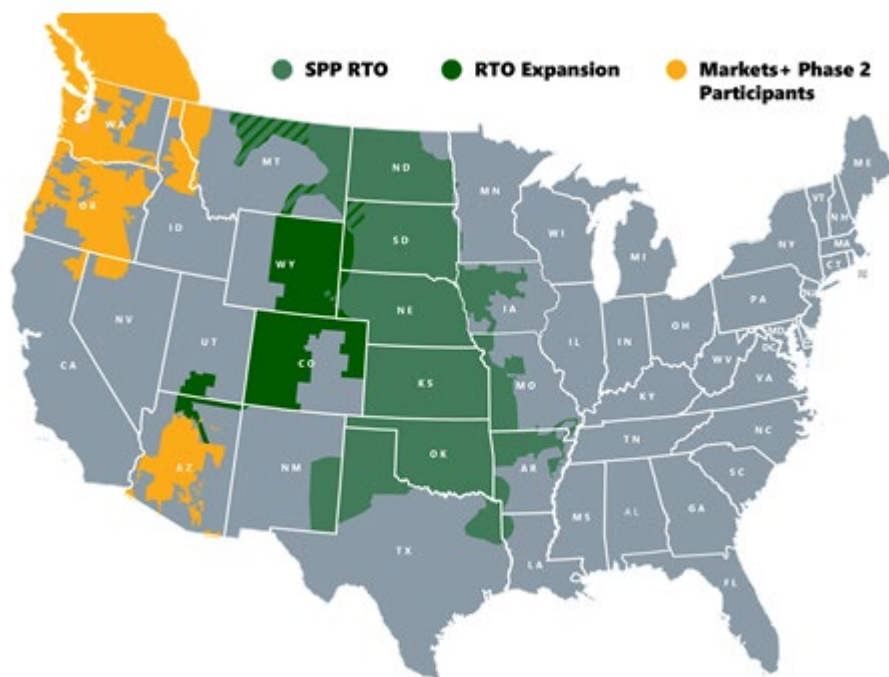 SPP RTO
RTO Expansion
Markets+ Phase 2
Participants
WA
MT
ND
MN
ME
OR
ID
SD
WI
VT
NH
NY
MA
CT
MI
WY
IA
NE
PA
NJ
NV
UT
IL
IN
OH
MD
DC
CA
CO
KS
MO
WV
VA
KY
NC
TN
AZ
NM
OK
AR
SC
MS
AL
GA
TX
LA
FL